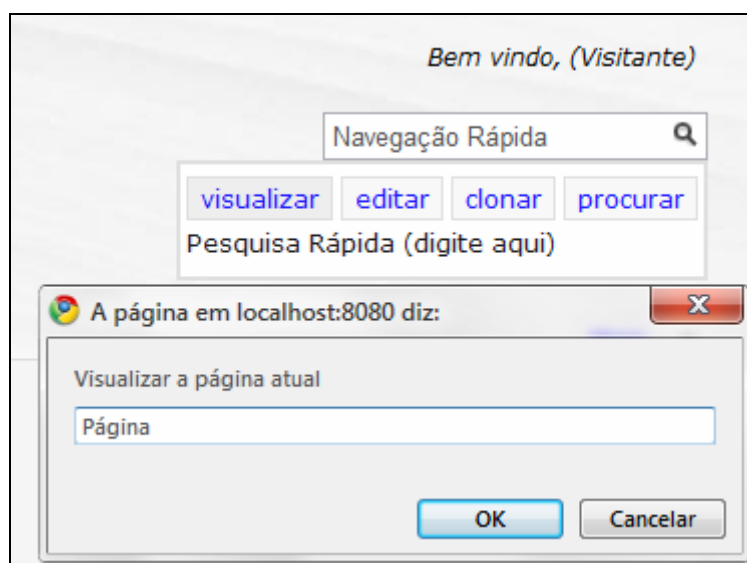 Bem vindo, (Visitante)
Navegação Rápida
visualizar editar clonar procurar
Pesquisa Rápida (digite aqui)
A página em localhost:8080 diz:
Visualizar a página atual
Página
OK Cancelar